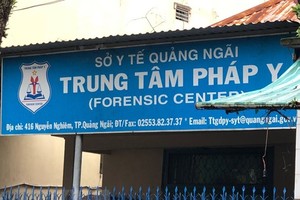 SỞ Y TẾ QUẢNG NGÃI
TRUNG TÂM PHÁP Y
(FORENSIC CENTER)
Địa chỉ: 416 Nguyễn Nghiêm, TP.Quảng Ngãi; ĐT/Fax: 02553.82.37.37 * Email: Ttgdpy-syt@quangngai.gov.v